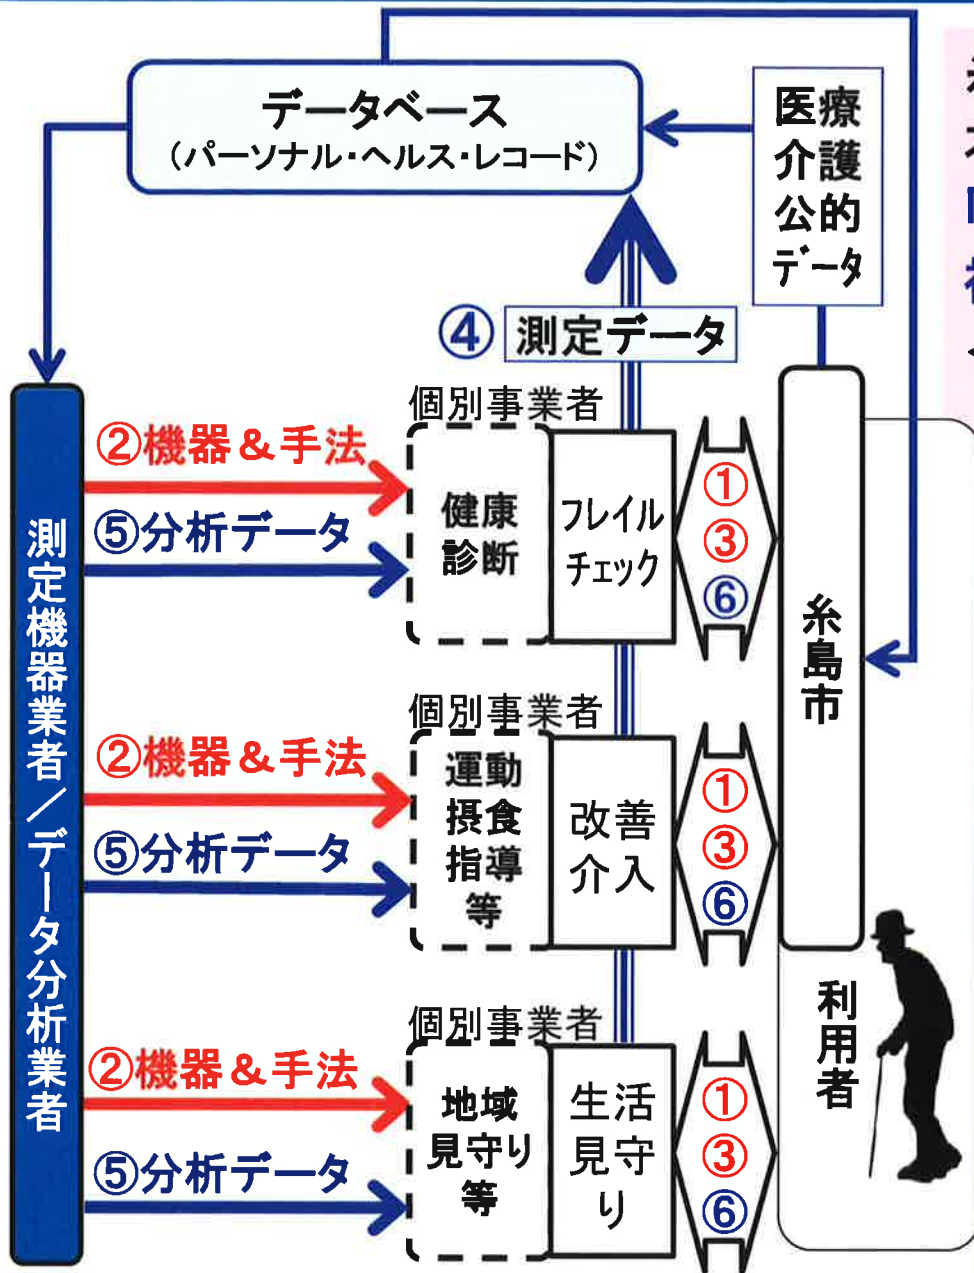 データベース
（パーソナル・ヘルス・レコード）
医療
介護
公的
データ
④ 測定データ
測定機器業者／データ分析業者
個別事業者
②機器＆手法
⑤分析データ
健康
診断
フレイル
チェック
①
③
⑥
糸島市
個別事業者
②機器＆手法
⑤分析データ
運動
摂食
指導
等
改善
介入
①
③
⑥
利用者
個別事業者
②機器＆手法
⑤分析データ
地域
見守り
等
生活
見守
り
①
③
⑥